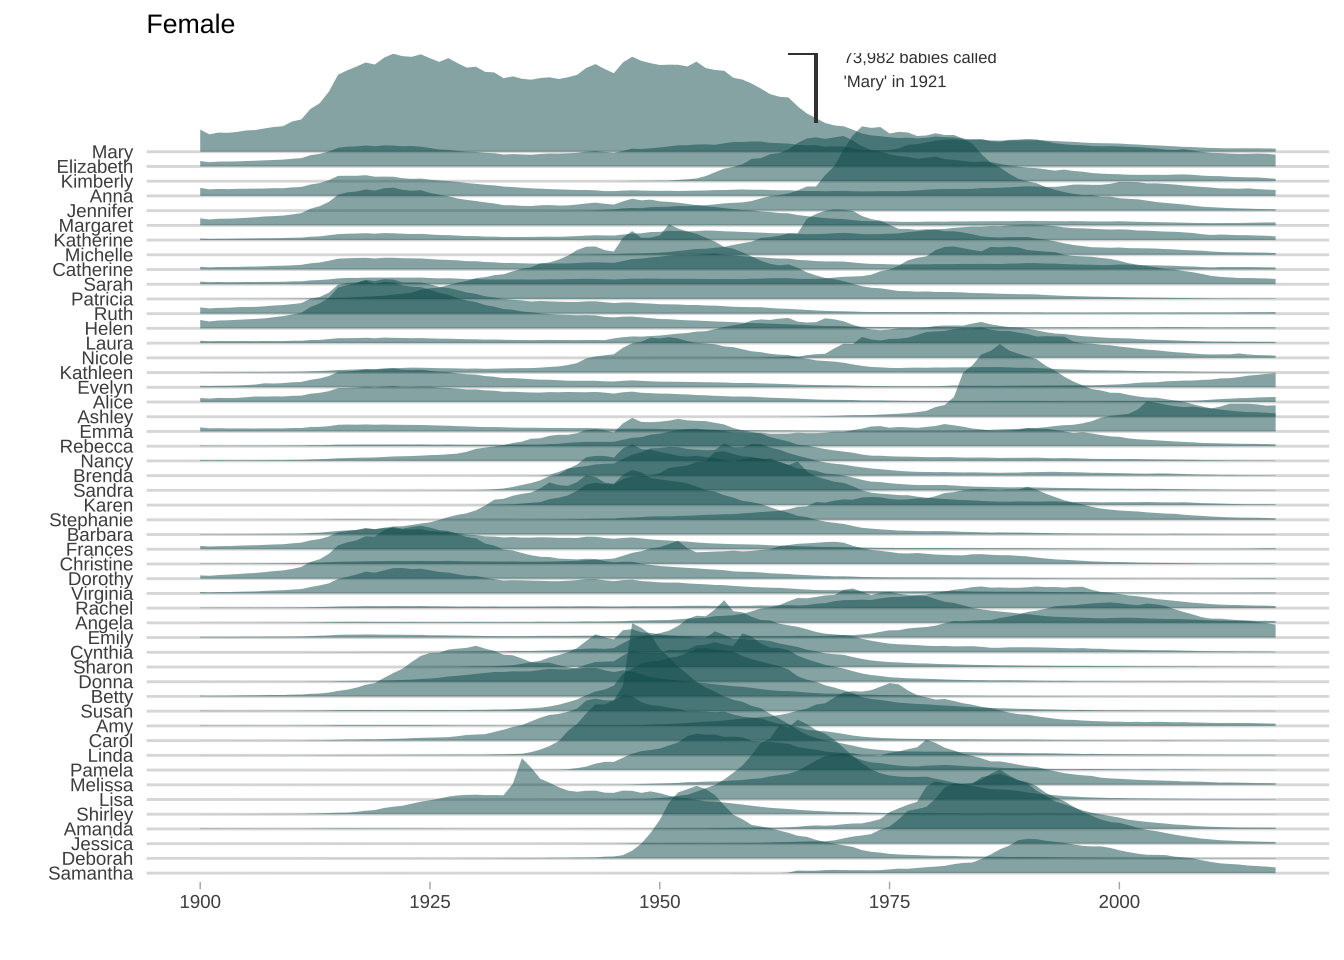 Female
73,982 babies called
'Mary' in 1921
Mary
Elizabeth
Kimberly
Anna
Jennifer
Margaret
Katherine
Michelle
Catherine
Sarah
Patricia
Ruth
Helen
Laura
Nicole
Kathleen
Evelyn
Alice
Ashley
Emma
Rebecca
Nancy
Brenda
Sandra
Karen
Stephanie
Barbara
Frances
Christine
Dorothy
Virginia
Rachel
Angela
Emily
Cynthia
Sharon
Donna
Betty
Susan
Amy
Carol
Linda
Pamela
Melissa
Lisa
Shirley
Amanda
Jessica
Deborah
Samantha
1900 1925 1950 1975 2000